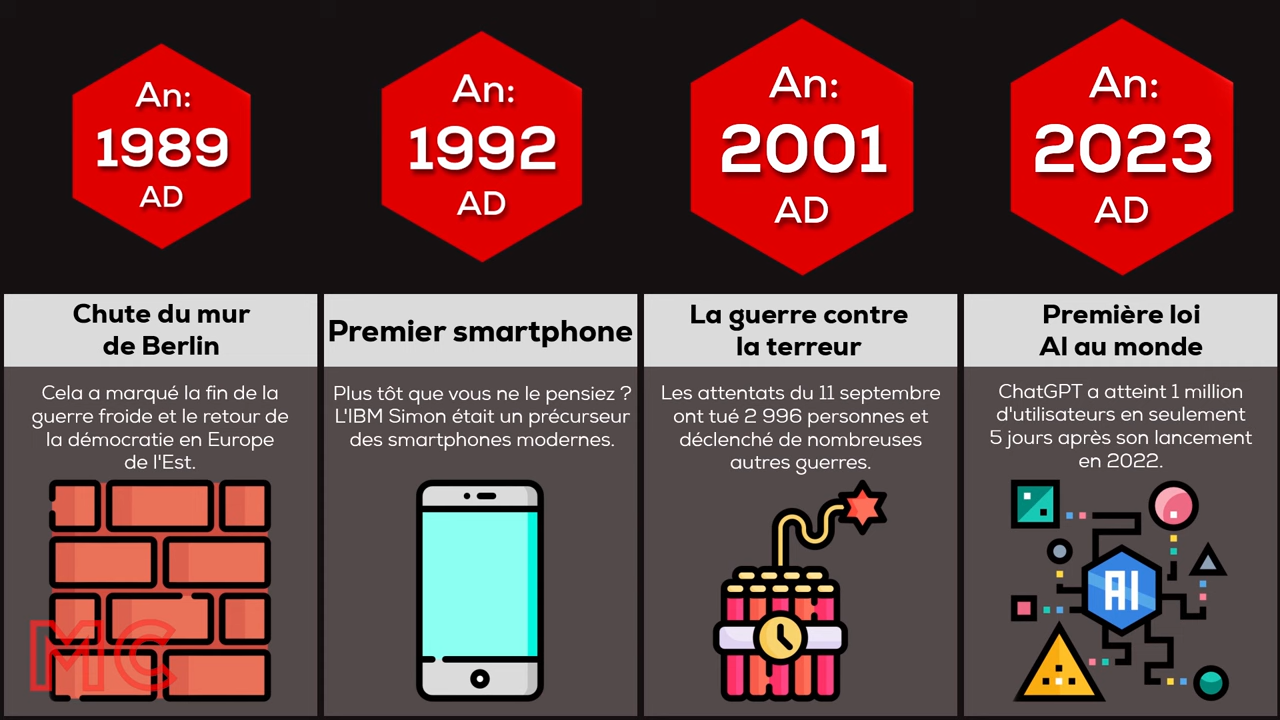 An:
1989
AD
Chute du mur
de Berlin
Cela a marqué la fin de la
guerre froide et le retour de
la démocratie en Europe
de l'Est.
MC
An:
1992
AD
Premier smartphone
Plus tôt que vous ne le pensiez ?
L'IBM Simon était un précurseur
des smartphones modernes.
An:
2001
AD
La guerre contre
la terreur
Les attentats du 11 septembre
ont tué 2 996 personnes et
déclenché de nombreuses
autres guerres.
An:
2023
AD
Première loi
AI au monde
ChatGPT a atteint 1 million
d'utilisateurs en seulement
5 jours après son lancement
en 2022.
AI